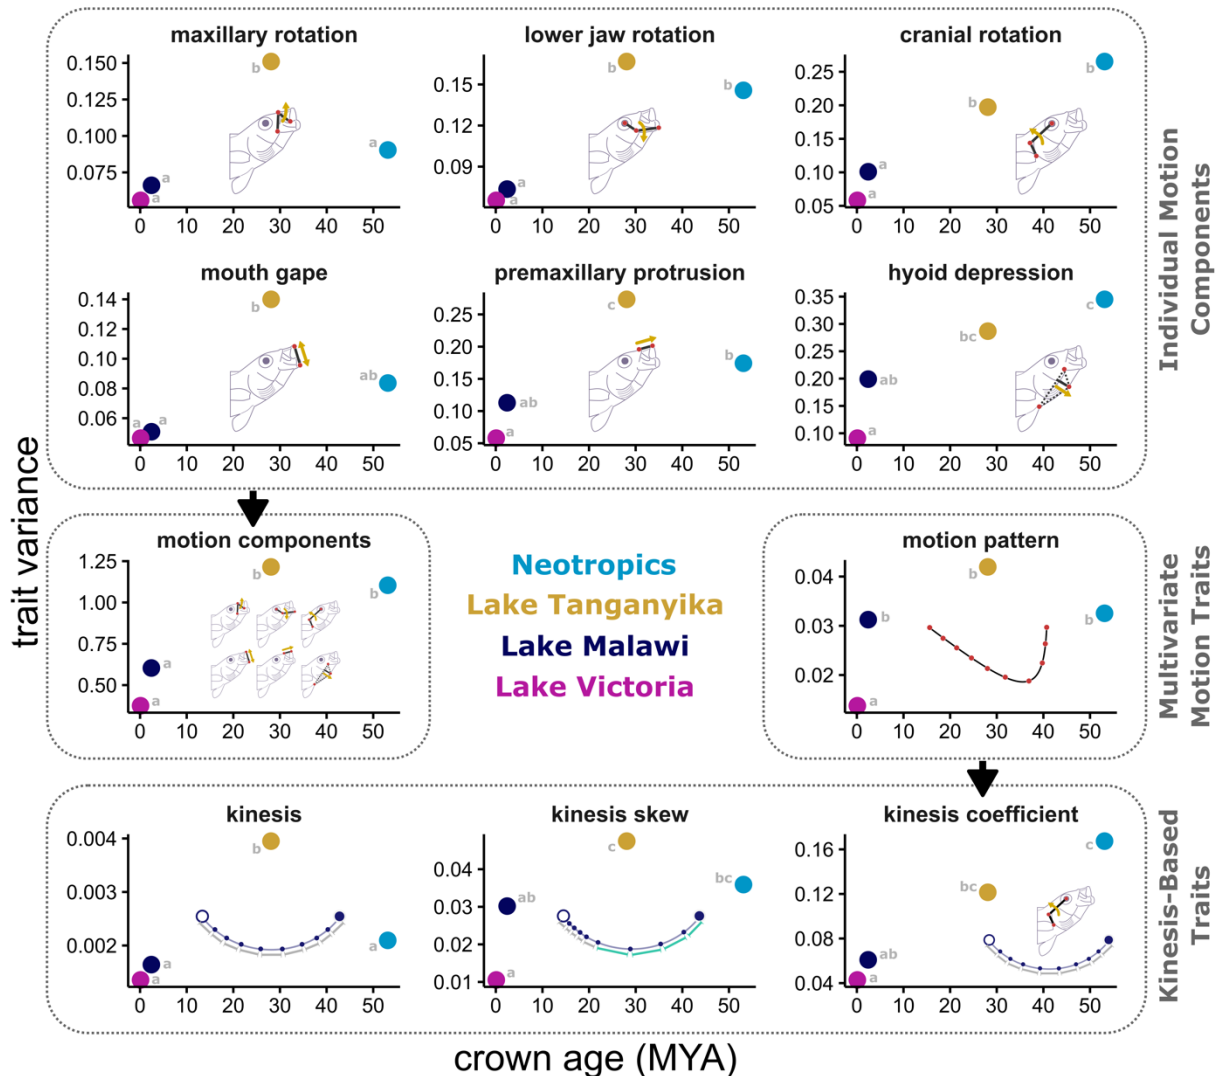 maxillary rotation
0.150
0.125
0.100
0.075
0 10 20 30 40 50
b
a
a
a
lower jaw rotation
0.15
0.12
0.09
0 10 20 30 40 50
b
b
a
a
cranial rotation
0.25
0.20
0.15
0.10
0.05
0 10 20 30 40 50
b
b
a
a
mouth gape
0.14
0.12
0.10
0.08
0.06
0 10 20 30 40 50
b
ab
a a
premaxillary protrusion
0.25
0.20
0.15
0.10
0.05
0 10 20 30 40 50
c
b
ab
a
hyoid depression
0.35
0.30
0.25
0.20
0.15
0.10
0 10 20 30 40 50
c
bc
ab
a
Individual Motion
Components
trait variance
motion components
1.25
1.00
0.75
0.50
0 10 20 30 40 50
b
b
a
a
Neotropics
Lake Tanganyika
Lake Malawi
Lake Victoria
motion pattern
0.04
0.03
0.02
0 10 20 30 40 50
b
b
b
a
Multivariate
Motion Traits
kinesis
0.004
0.003
0.002
0 10 20 30 40 50
b
a
a
a
kinesis skew
0.04
0.03
0.02
0.01
0 10 20 30 40 50
c
bc
ab
a
kinesis coefficient
0.16
0.12
0.08
0.04
0 10 20 30 40 50
c
bc
ab
a
Kinesis-Based
Traits
crown age (MYA)